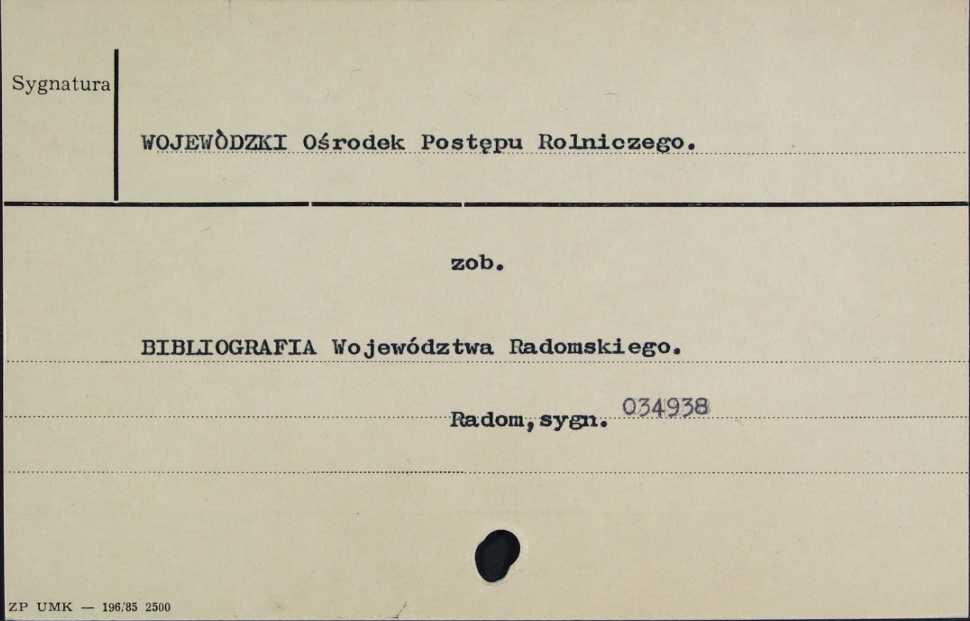 Sygnatura
WOJEWÒDZKI Ośrodek Postępu Rolniczego.
zob.
BIBLIOGRAFIA Województwa Radomskiego.
Radom,sygn. 034938
ZP UMK — 196/85 2500